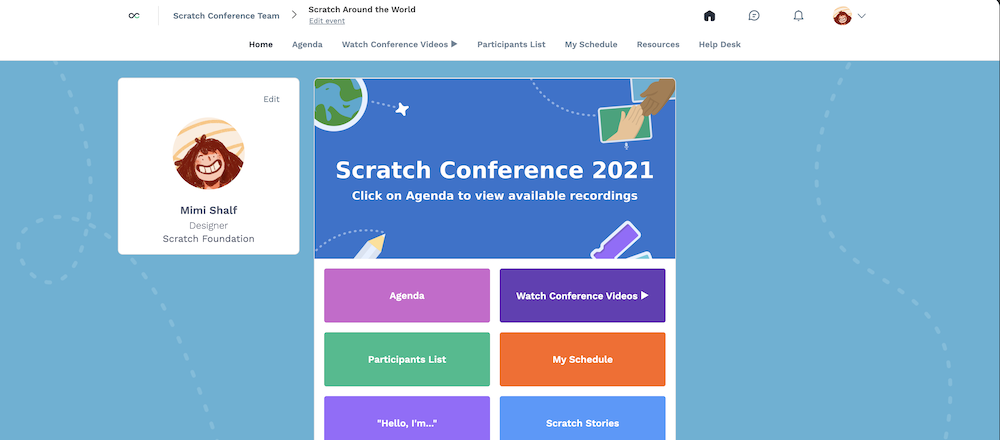 Scratch Conference Team
Scratch Around the World
Edit event
Home Agenda Watch Conference Videos ▶ Participants List My Schedule Resources Help Desk
Edit
Mimi Shalf
Designer
Scratch Foundation
Scratch Conference 2021
Click on Agenda to view available recordings
Agenda
Watch Conference Videos ▶
Participants List
My Schedule
"Hello, I'm..."
Scratch Stories